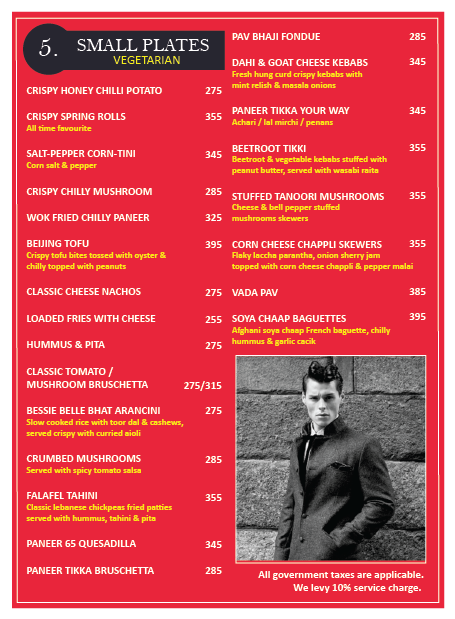 5. SMALL PLATES
VEGETARIAN
CRISPY HONEY CHILLI POTATO 275
CRISPY SPRING ROLLS 355
All time favourite
SALT-PEPPER CORN-TINI 345
Corn salt & pepper
CRISPY CHILLY MUSHROOM 285
WOK FRIED CHILLY PANEER 325
BEIJING TOFU 395
Crispy tofu bites tossed with oyster &
chilly topped with peanuts
CLASSIC CHEESE NACHOS 275
LOADED FRIES WITH CHEESE 255
HUMMUS & PITA 275
CLASSIC TOMATO /
MUSHROOM BRUSCHETTA 275/315
BESSIE BELLE BHAT ARANCINI 275
Slow cooked rice with toor dal & cashews,
served crispy with curried aioli
CRUMBED MUSHROOMS 285
Served with spicy tomato salsa
FALAFEL TAHINI 355
Classic lebanese chickpeas fried patties
served with hummus, tahini & pita
PANEER 65 QUESADILLA 345
PANEER TIKKA BRUSCHETTA 285
PAV BHAJI FONDUE 285
DAHI & GOAT CHEESE KEBABS 345
Fresh hung curd crispy kebabs with
mint relish & masala onions
PANEER TIKKA YOUR WAY 345
Achari / lal mirchi / penans
BEETROOT TIKKI 355
Beetroot & vegetable kebabs stuffed with
peanut butter, served with wasabi raita
STUFFED TANOORI MUSHROOMS 355
Cheese & bell pepper stuffed
mushrooms skewers
CORN CHEESE CHAPPLI SKEWERS 355
Flaky laccha parantha, onion sherry jam
topped with corn cheese chappli & pepper malai
VADA PAV 385
SOYA CHAAP BAGUETTES 395
Afghani soya chaap French baguette, chilly
hummus & garlic cacik
All government taxes are applicable.
We levy 10% service charge.